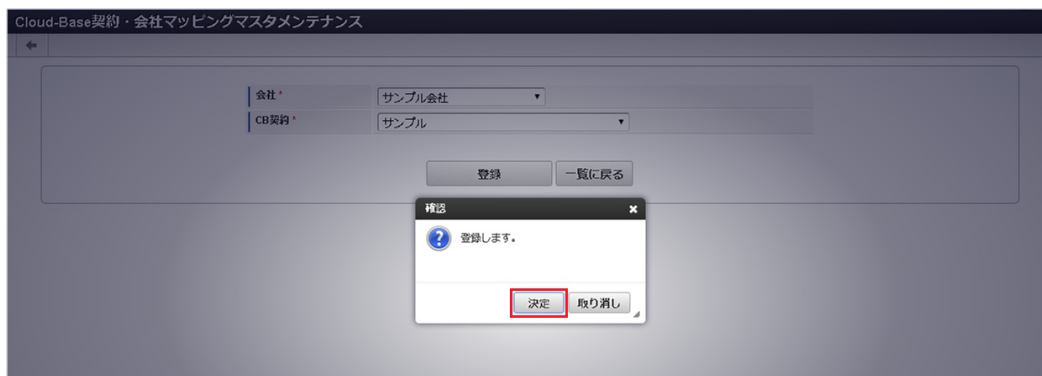 Cloud-Base契約・会社マッピングマスタメンテナンス
会社 * サンプル会社
CB契約 * サンプル
登録 一覧に戻る
確認
登録します。
決定 取り消し